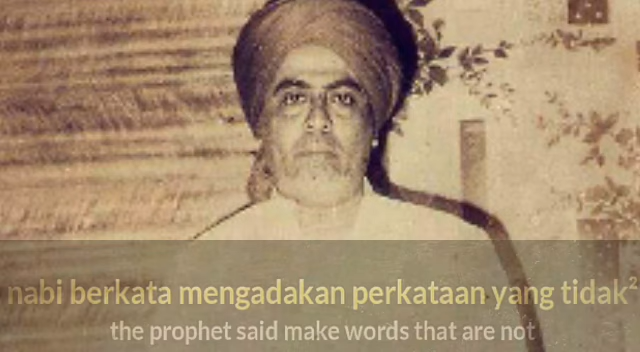 nabi berkata mengadakan perkataan yang tidak²
the prophet said make words that are not